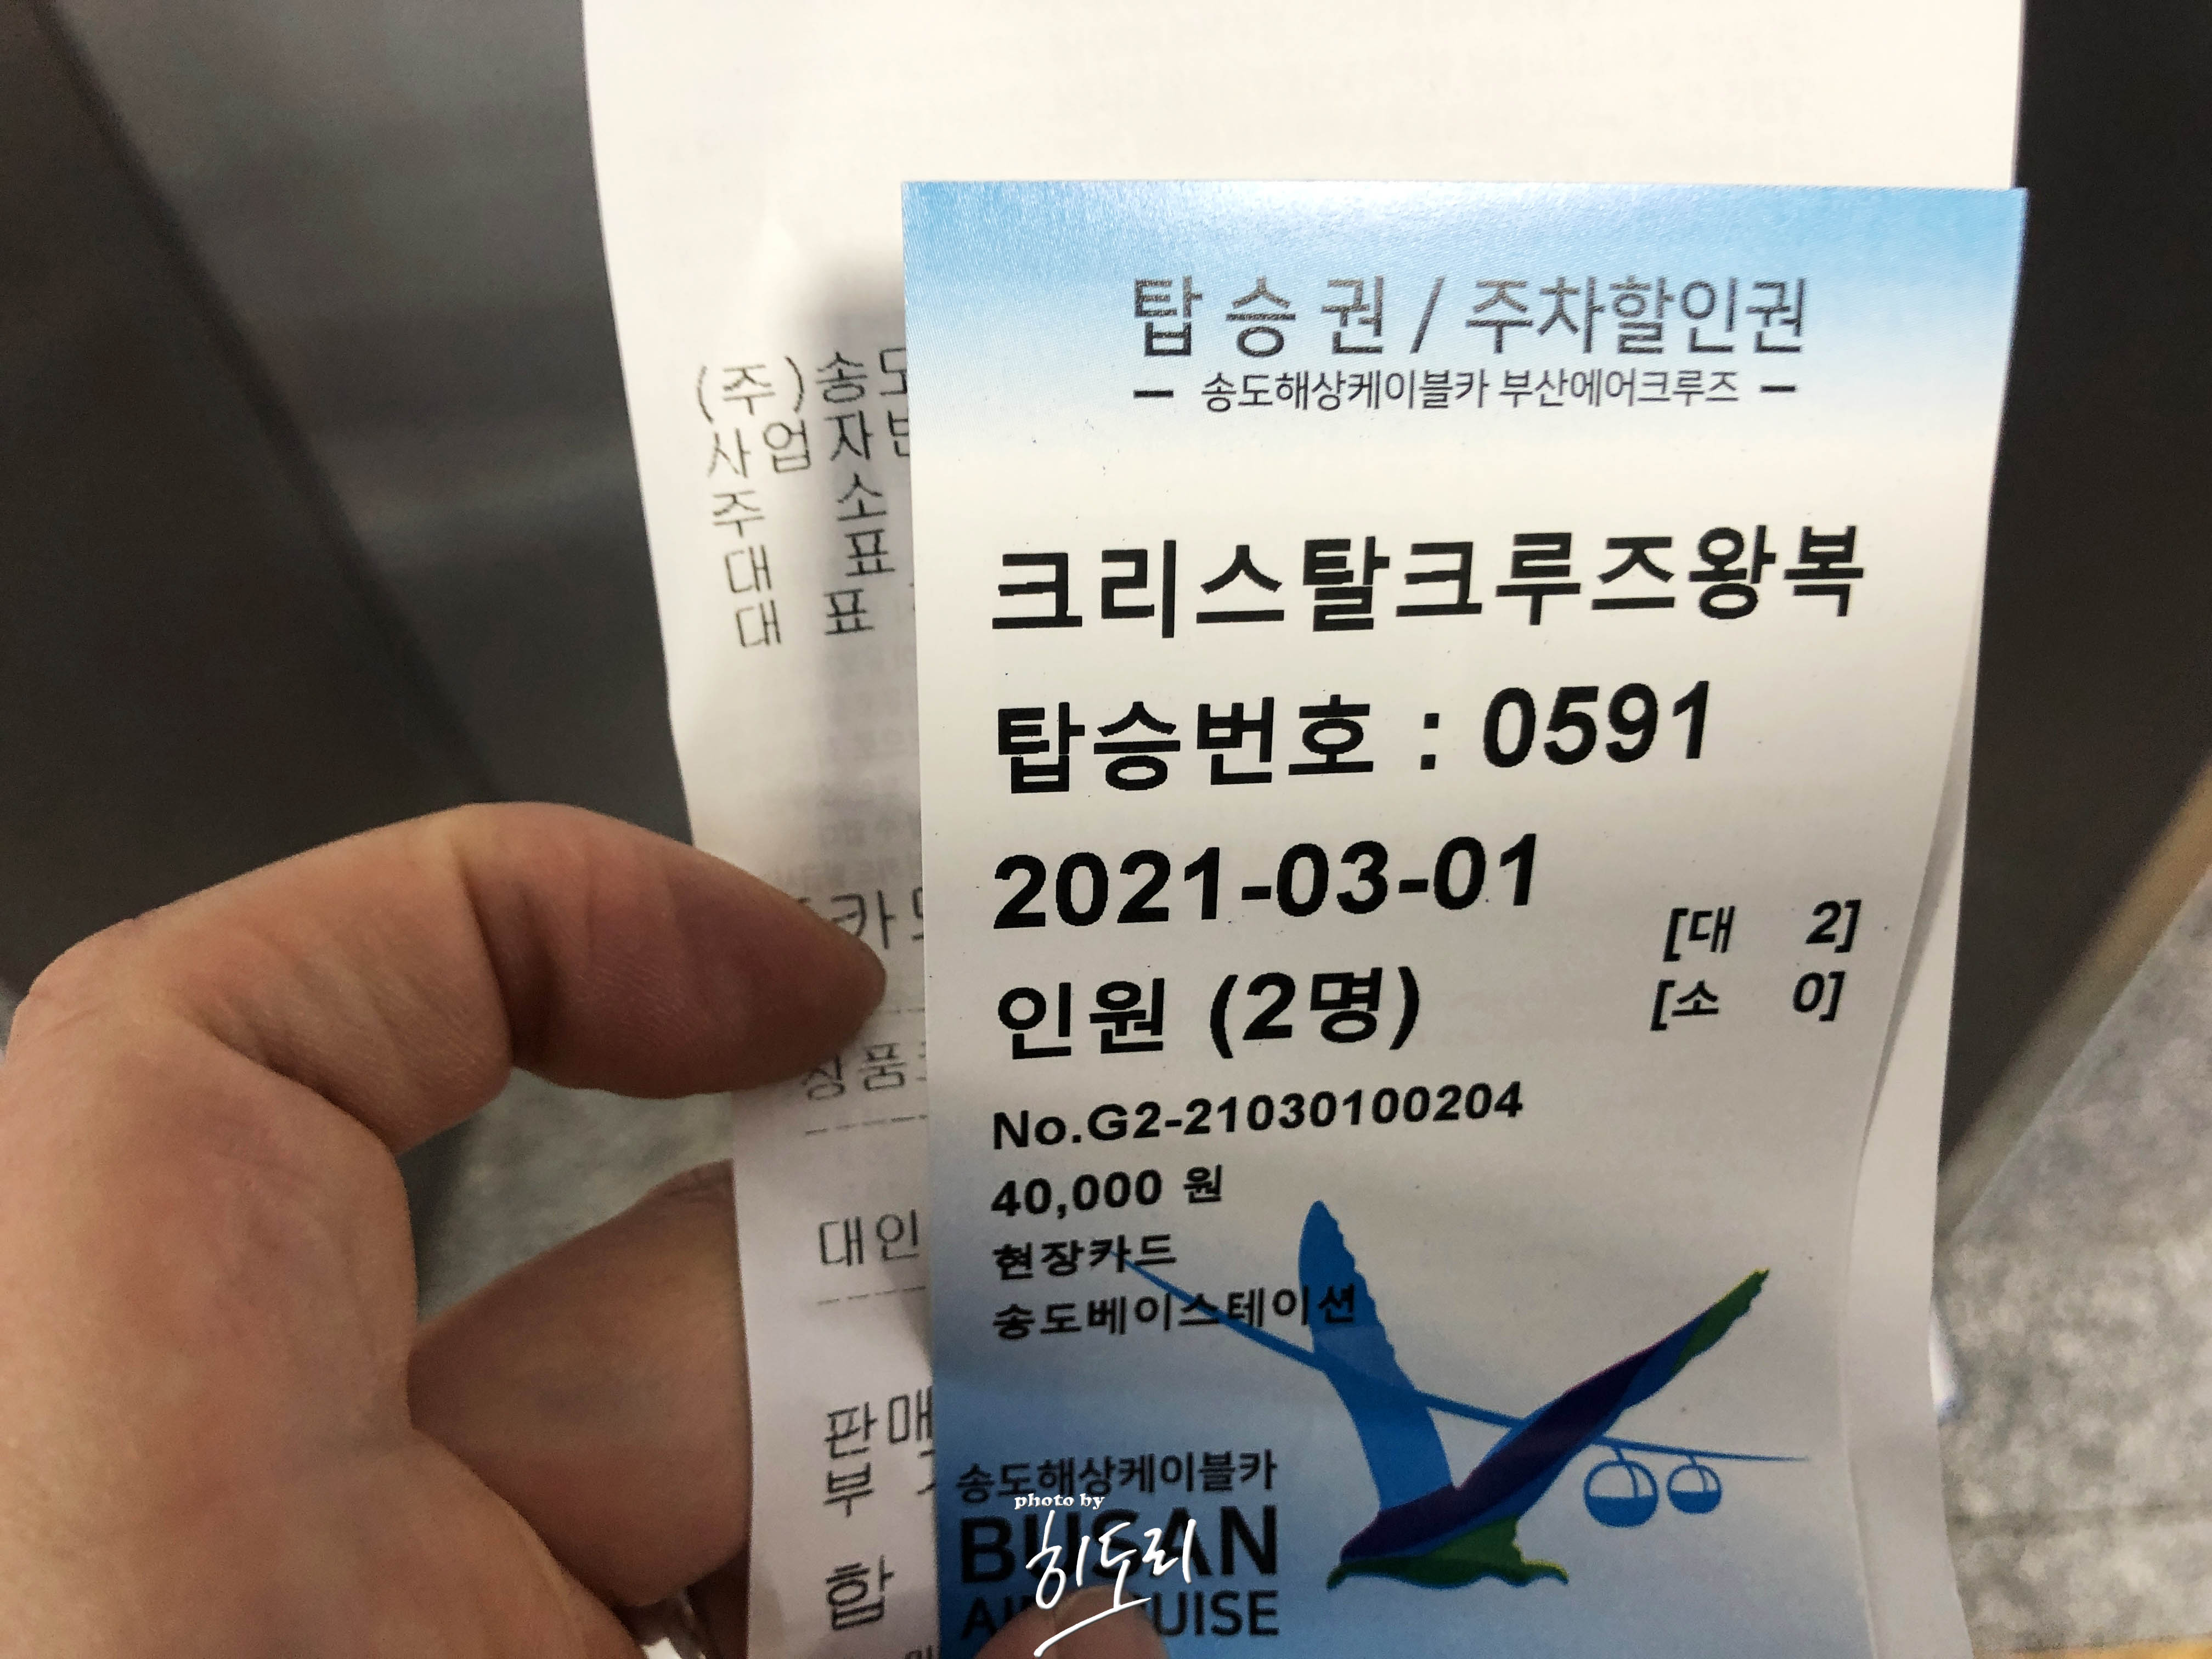 (주)송도
사업자번
주 소
대 표
대 표
대인
판매
부
합
탑승권 / 주차할인권
송도해상케이블카 부산에어크루즈
크리스탈크루즈왕복
탑승번호 : 0591
2021-03-01
[대 2]
인원 (2명)
[소 0]
No.G2-21030100204
40,000 원
현장카드
송도베이스테이션
송도해상케이블카
BUSAN
photo by
히토리